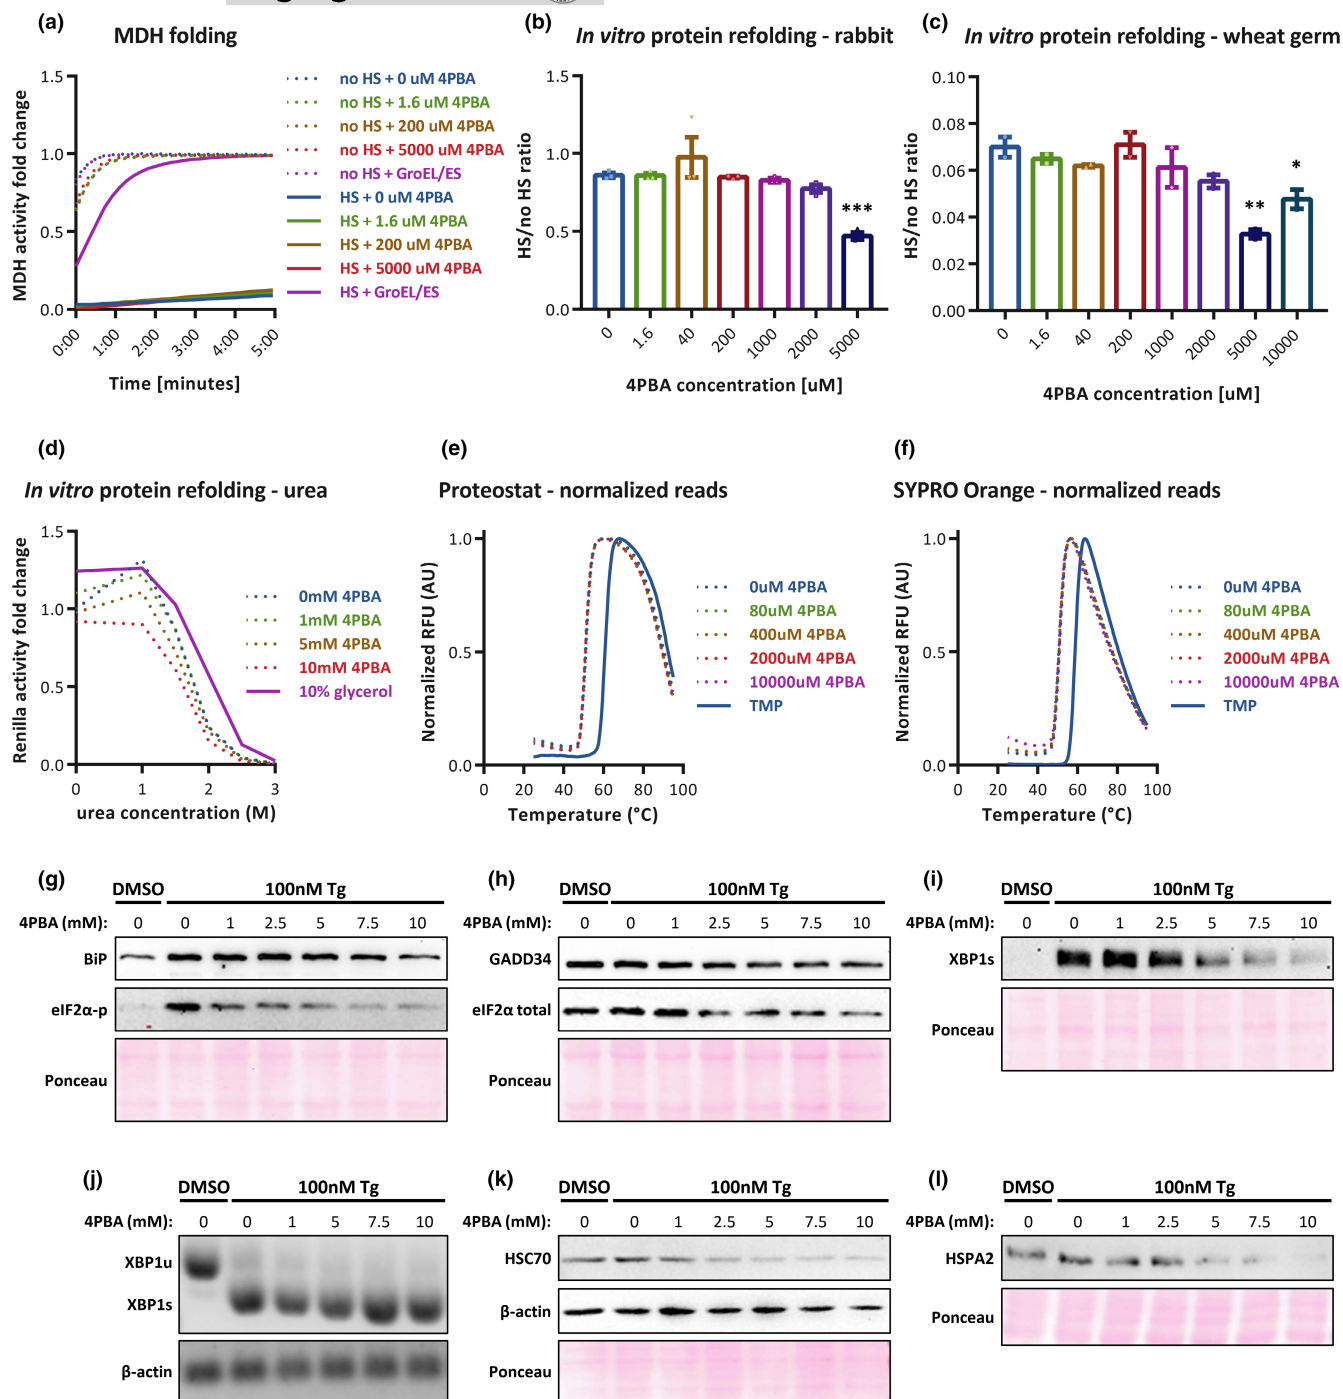 (a)
MDH folding
MDH activity fold change
1.5
1.0
0.5
0.0
0:00 1:00 2:00 3:00 4:00 5:00
Time [minutes]
no HS + 0 uM 4PBA
no HS + 1.6 uM 4PBA
no HS + 200 uM 4PBA
no HS + 5000 uM 4PBA
no HS + GroEL/ES
HS + 0 uM 4PBA
HS + 1.6 uM 4PBA
HS + 200 uM 4PBA
HS + 5000 uM 4PBA
HS + GroEL/ES
(b)
In vitro protein refolding - rabbit
HS/no HS ratio
1.5
1.0
0.5
0.0
***
0 1.6 40 200 1000 2000 5000
4PBA concentration [uM]
(c)
In vitro protein refolding - wheat germ
HS/no HS ratio
0.10
0.08
0.06
0.04
0.02
0.00
** *
0 1.6 40 200 1000 2000 5000 10000
4PBA concentration [uM]
(d)
In vitro protein refolding - urea
Renilla activity fold change
1.5
1.0
0.5
0.0
0 1 2 3
urea concentration (M)
0mM 4PBA
1mM 4PBA
5mM 4PBA
10mM 4PBA
10% glycerol
(e)
Proteostat - normalized reads
Normalized RFU (AU)
1.0
0.5
0.0
0 20 40 60 80 100
Temperature (°C)
0uM 4PBA
80uM 4PBA
400uM 4PBA
2000uM 4PBA
10000uM 4PBA
TMP
(f)
SYPRO Orange - normalized reads
Normalized RFU (AU)
1.0
0.5
0.0
0 20 40 60 80 100
Temperature (°C)
0uM 4PBA
80uM 4PBA
400uM 4PBA
2000uM 4PBA
10000uM 4PBA
TMP
(g)
DMSO 100nM Tg
4PBA (mM): 0 0 1 2.5 5 7.5 10
BiP
eIF2α-p
Ponceau
(h)
DMSO 100nM Tg
0 0 1 2.5 5 7.5 10
GADD34
eIF2α total
Ponceau
(i)
DMSO 100nM Tg
4PBA (mM): 0 0 1 2.5 5 7.5 10
XBP1s
Ponceau
(j)
DMSO 100nM Tg
4PBA (mM): 0 0 1 5 7.5 10
XBP1u
XBP1s
β-actin
(k)
DMSO 100nM Tg
4PBA (mM): 0 0 1 2.5 5 7.5 10
HSC70
β-actin
Ponceau
(l)
DMSO 100nM Tg
4PBA (mM): 0 0 1 2.5 5 7.5 10
HSPA2
Ponceau